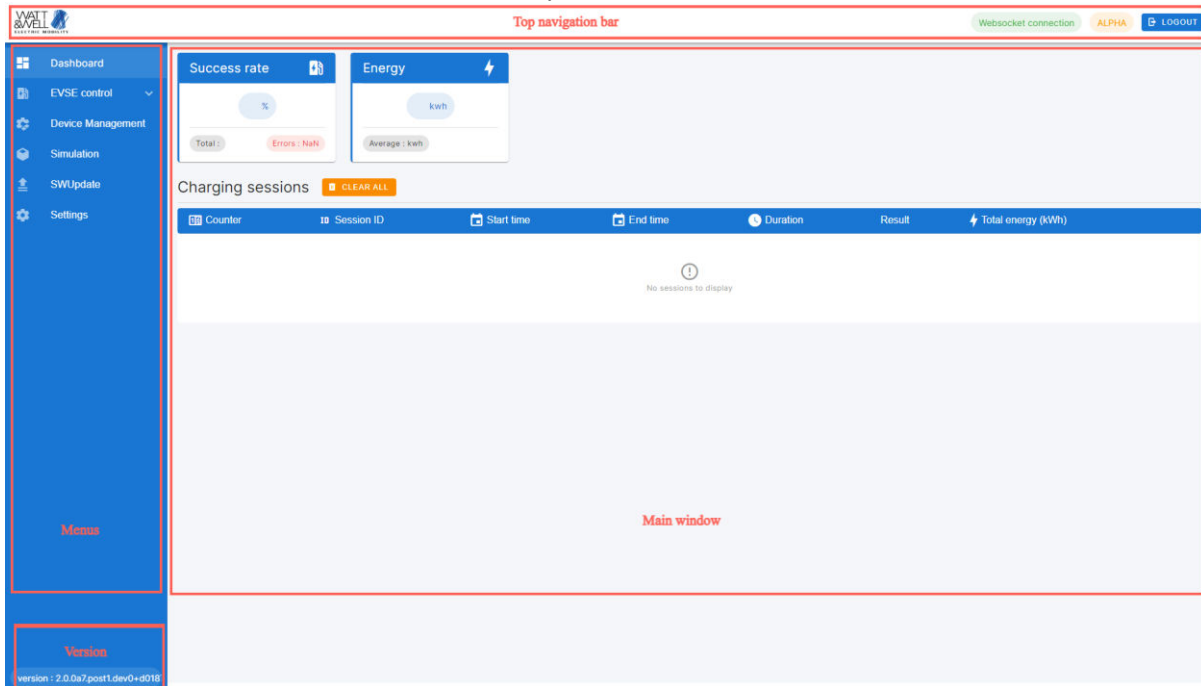 WATT
&WELL
ELECTRIC MOBILITY
Top navigation bar
Websocket connection
ALPHA
LOGOUT
Dashboard
EVSE control
Device Management
Simulation
SWUpdate
Settings
Menus
Version
version : 2.0.0a7.post1.dev0+d018
Success rate
%
Total :
Errors : NaN
Energy
kwh
Average : kwh
Charging sessions
CLEAR ALL
Counter
ID Session ID
Start time
End time
Duration
Result
Total energy (kWh)
No sessions to display
Main window